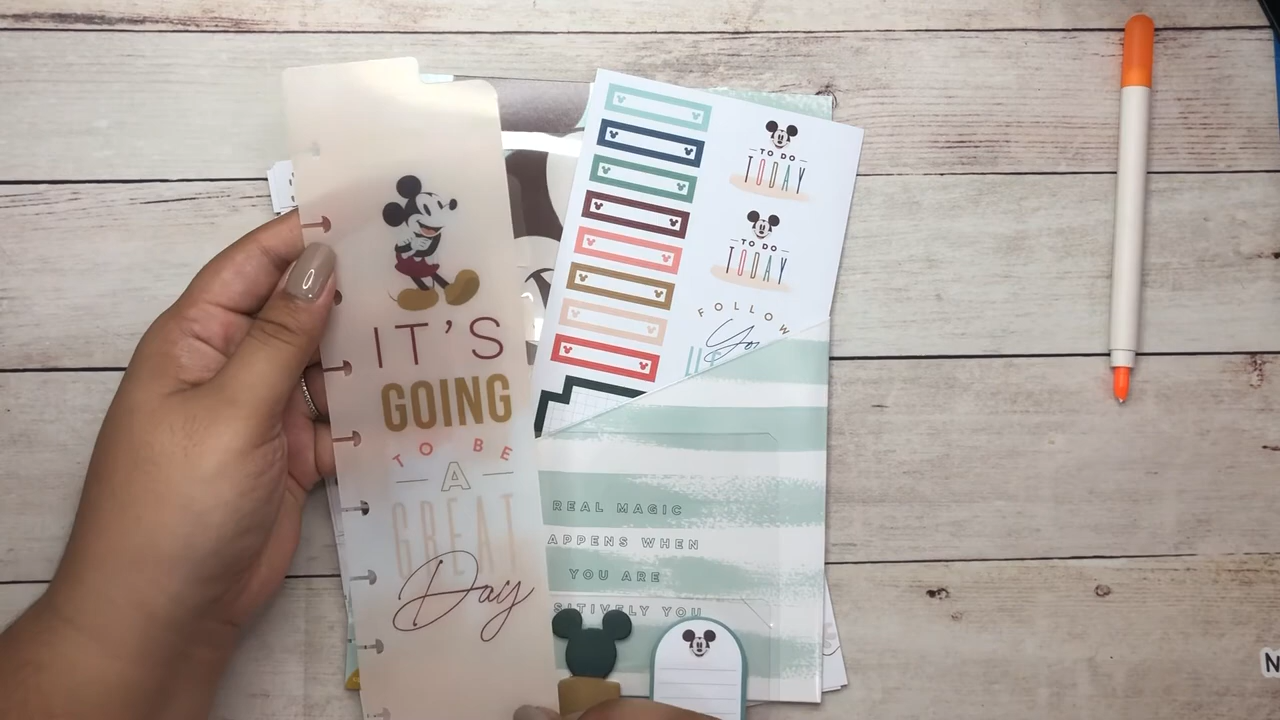 IT'S
GOING
TO BE
A
GREAT
Day
TO DO
TODAY
TO DO
TODAY
FOLLOW
REAL MAGIC
APPENS WHEN
YOU ARE
SITIVELY YOU
N